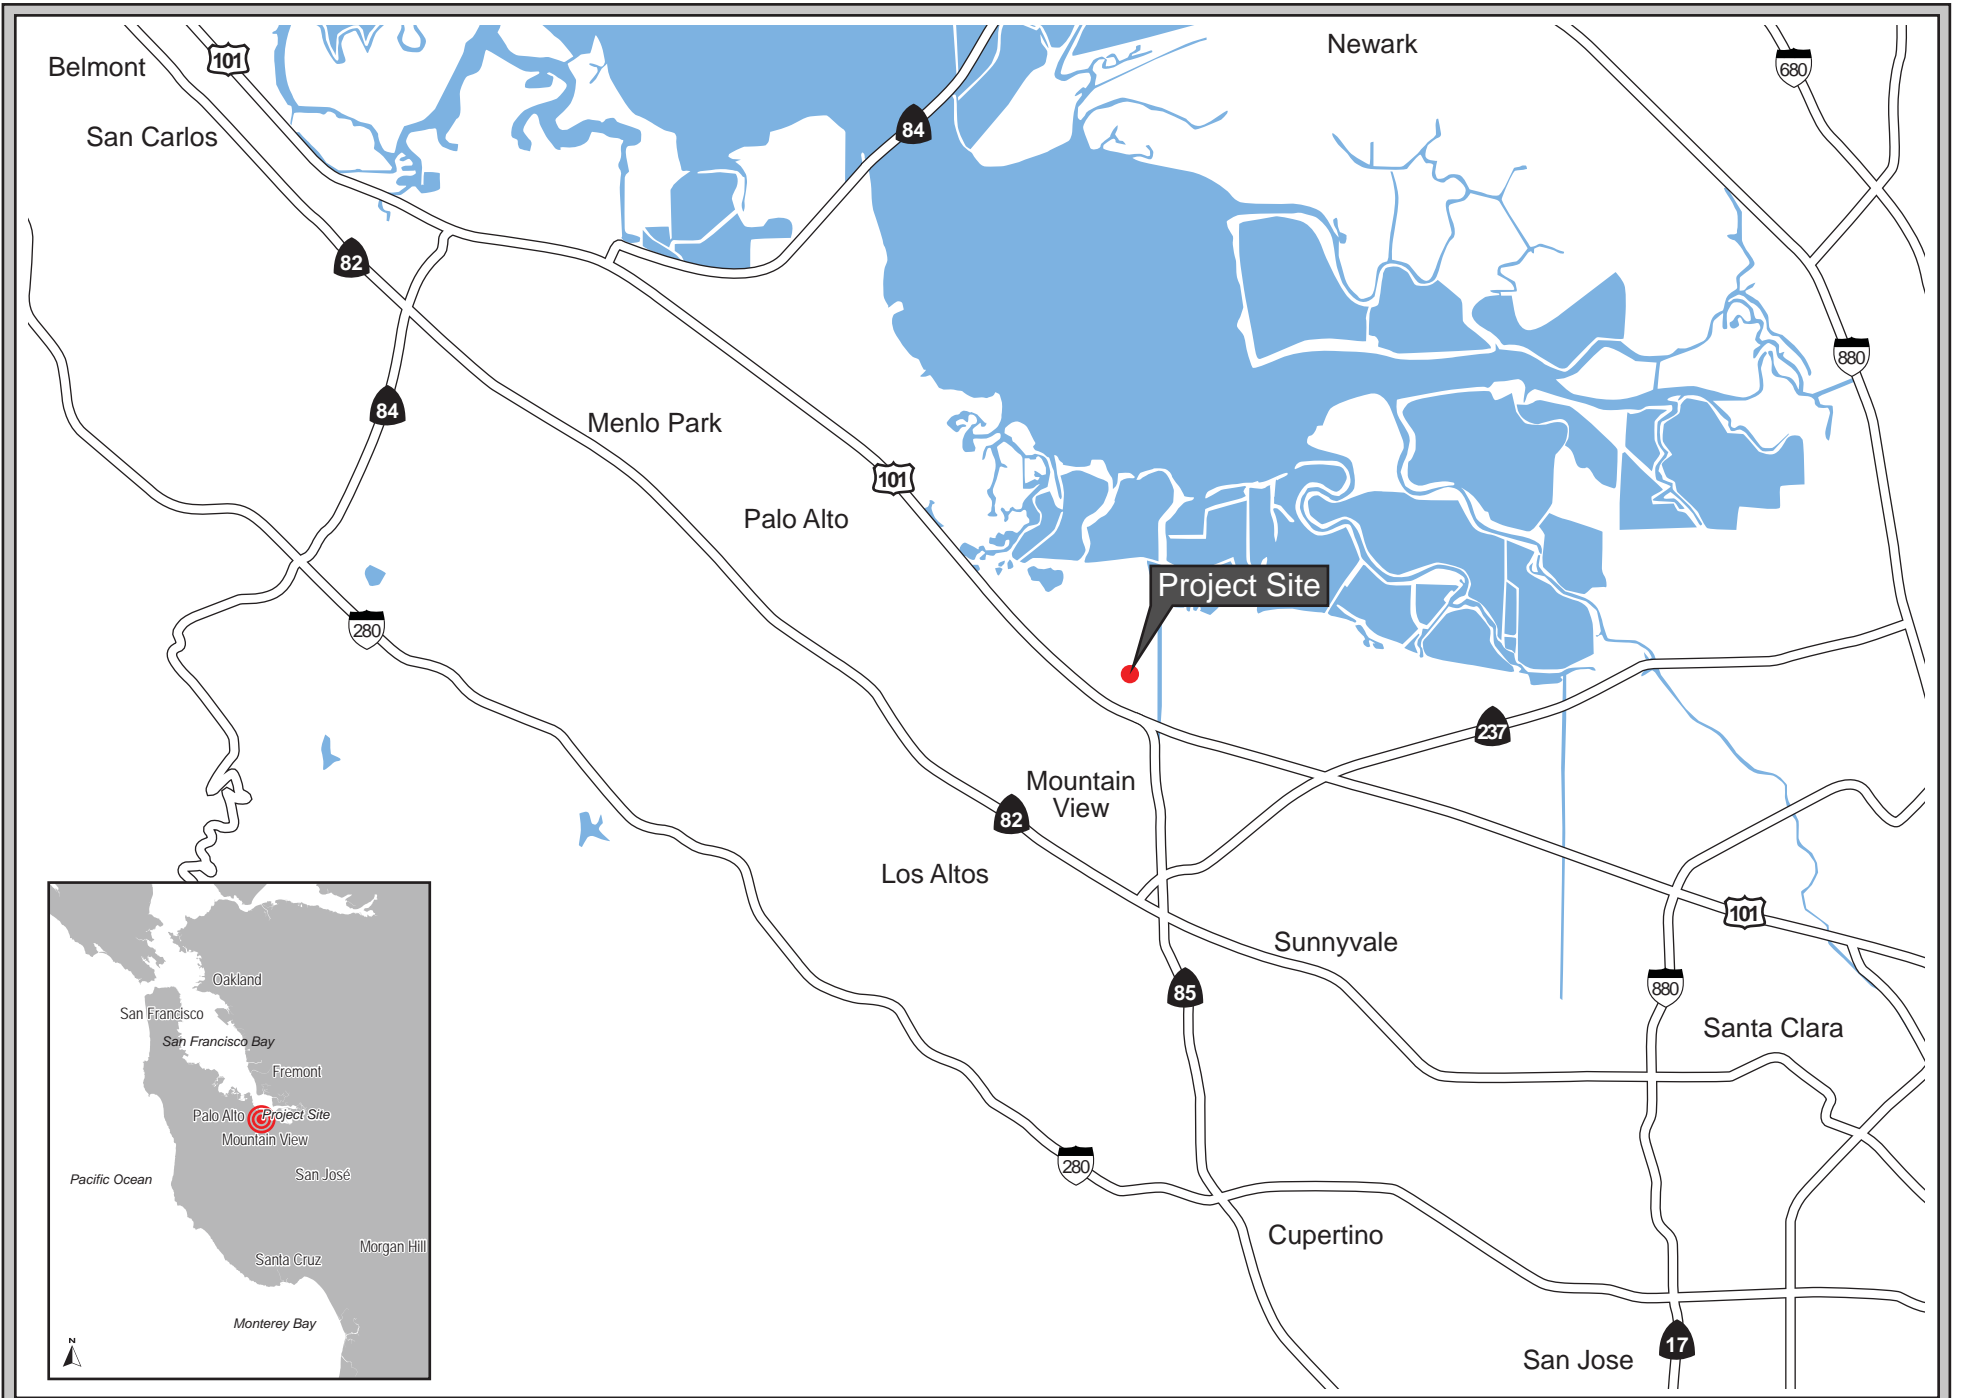 Newark
101
Belmont
680
84
San Carlos
82
880
84
Menlo Park
101
Palo Alto
Project Site
280
237
Mountain
View
82
Los Altos
101
Sunnyvale
85
880
Santa Clara
280
Cupertino
17
San Jose
Oakland
San Francisco
San Francisco Bay
Fremont
Palo Alto
Project Site
Mountain View
San José
Pacific Ocean
Morgan Hill
Santa Cruz
Monterey Bay
N